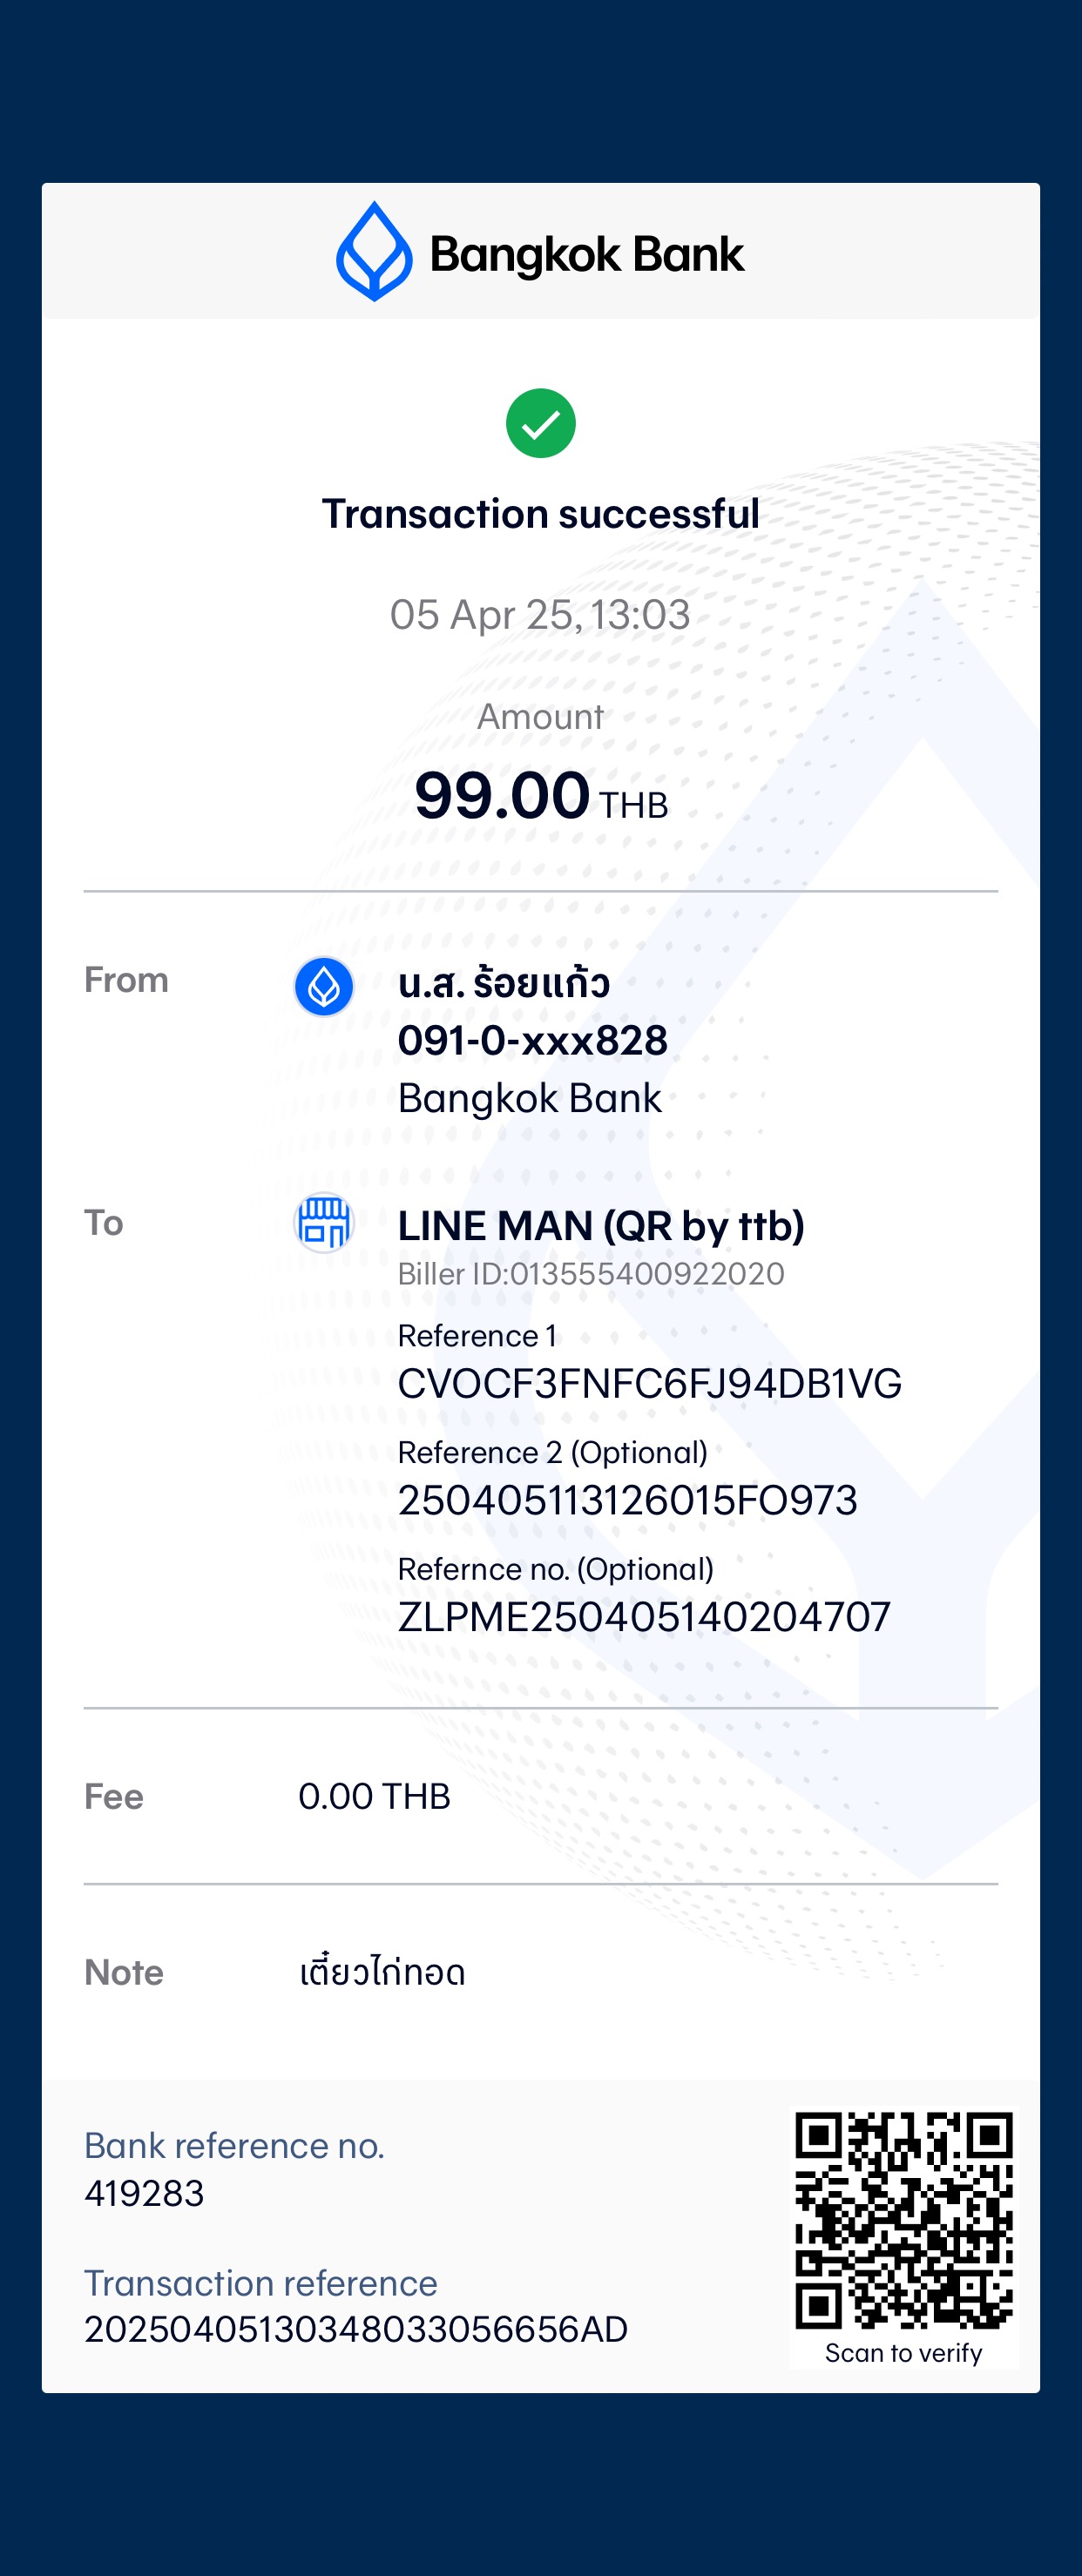 Bangkok Bank
Transaction successful
05 Apr 25, 13:03
Amount
99.00 THB
From
น.ส. ร้อยแก้ว
091-0-xxx828
Bangkok Bank
To
LINE MAN (QR by ttb)
Biller ID:013555400922020
Reference 1
CVOCF3FNFC6FJ94DB1VG
Reference 2 (Optional)
250405113126015FO973
Refernce no. (Optional)
ZLPME250405140204707
Fee
0.00 THB
Note
เตี๋ยวไก่ทอด
Bank reference no.
419283
Transaction reference
2025040513034803305​6656AD
Scan to verify